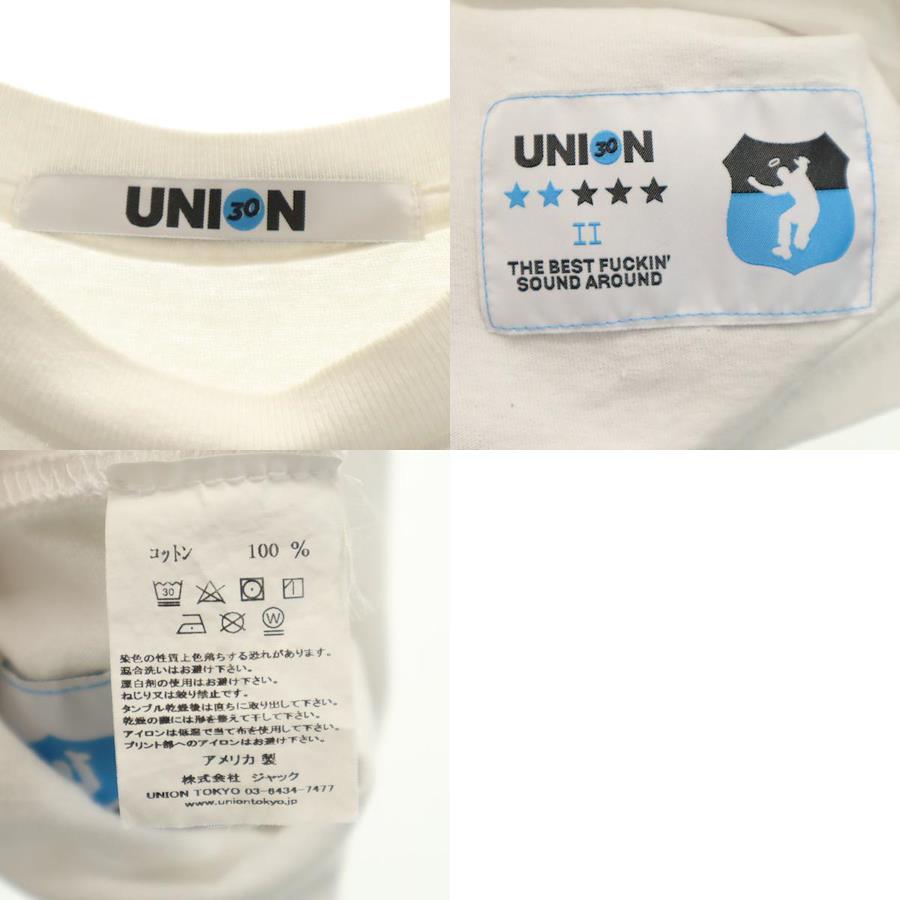 UNION
30
UNION
30
II
THE BEST FUCKIN'
SOUND AROUND
コットン 100 %
30
W
染色の性質上色落ちする恐れがあります。
混合洗いはお避け下さい。
漂白剤の使用はお避け下さい。
ねじり又は絞り禁止です。
タンブル乾燥後は直ちに取り出して下さい。
乾燥の際には形を整えて干して下さい。
アイロンは低温で当て布を使用して下さい。
プリント部へのアイロンはお避け下さい。
アメリカ 製
株式会社 ジャック
UNION TOKYO 03-6434-7477
www.uniontokyo.jp